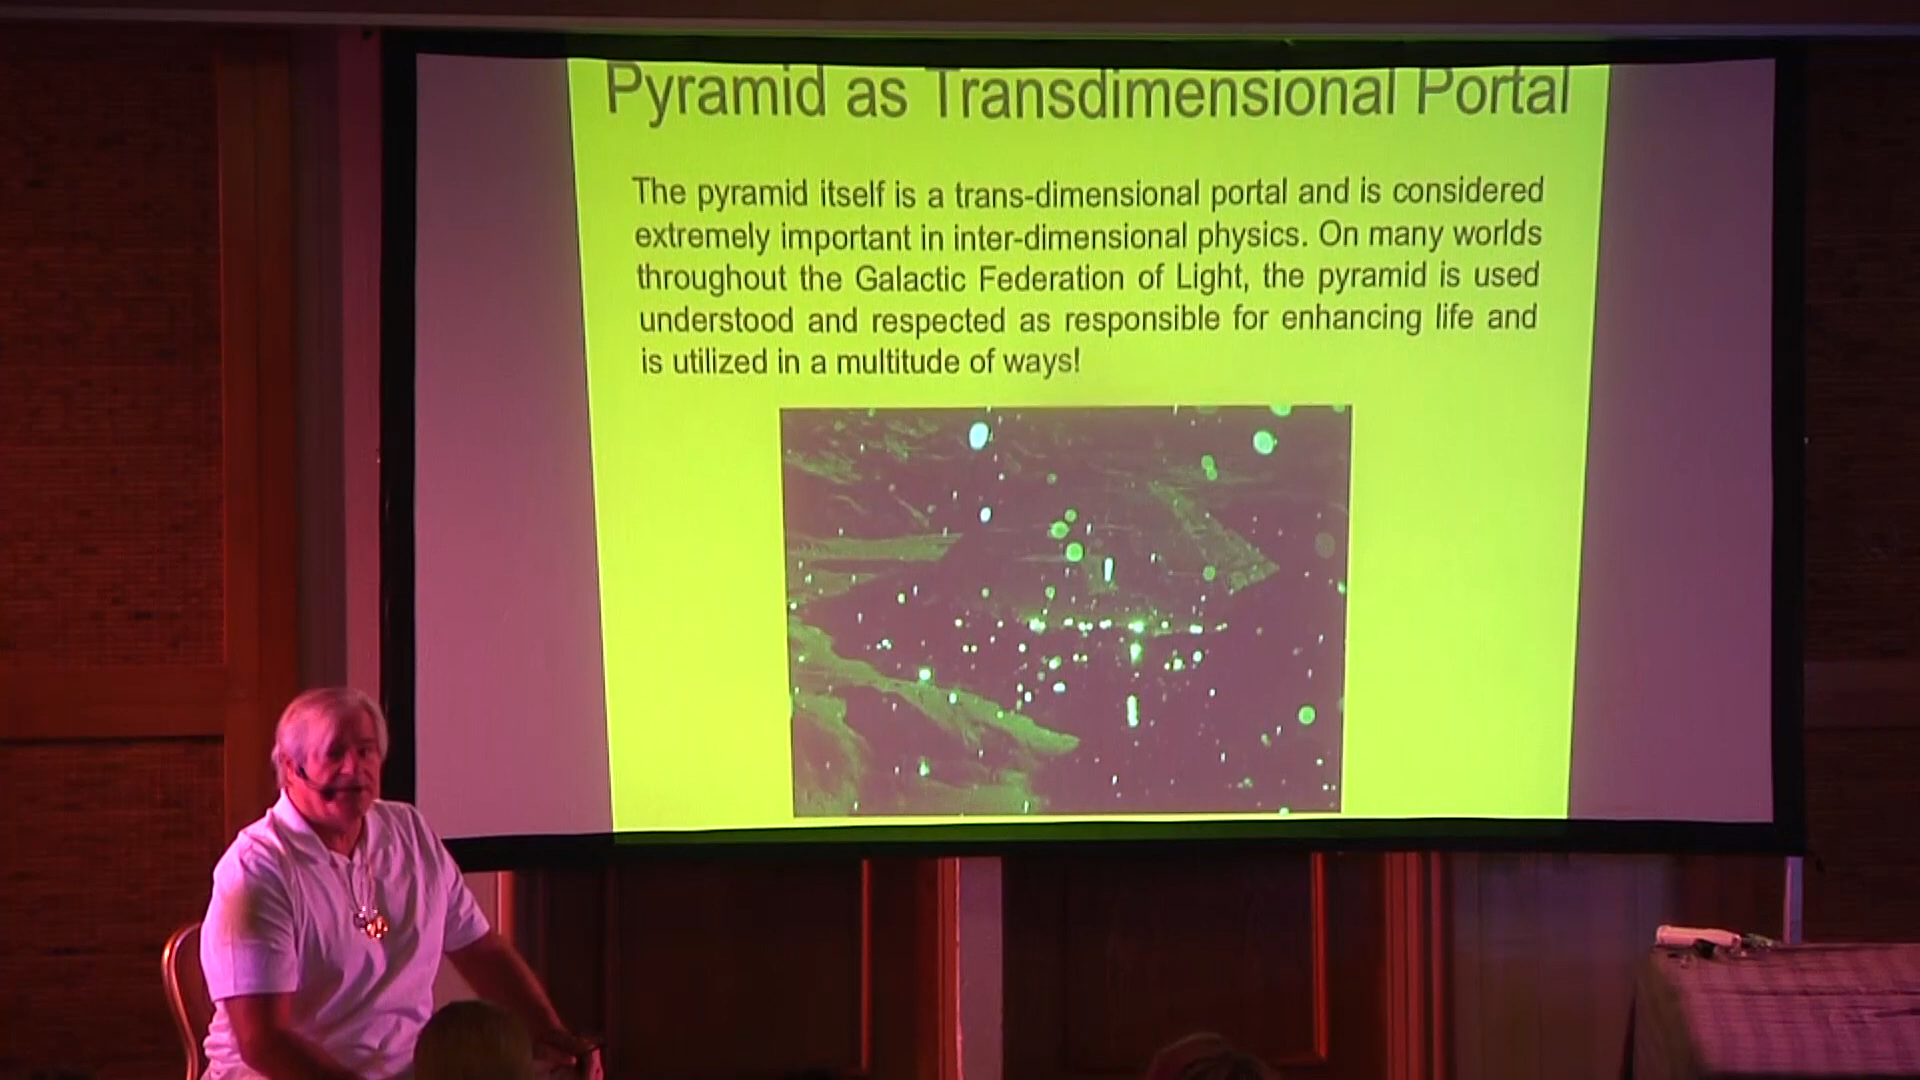 Pyramid as Transdimensional Portal
The pyramid itself is a trans-dimensional portal and is considered
extremely important in inter-dimensional physics. On many worlds
throughout the Galactic Federation of Light, the pyramid is used
understood and respected as responsible for enhancing life and
is utilized in a multitude of ways!